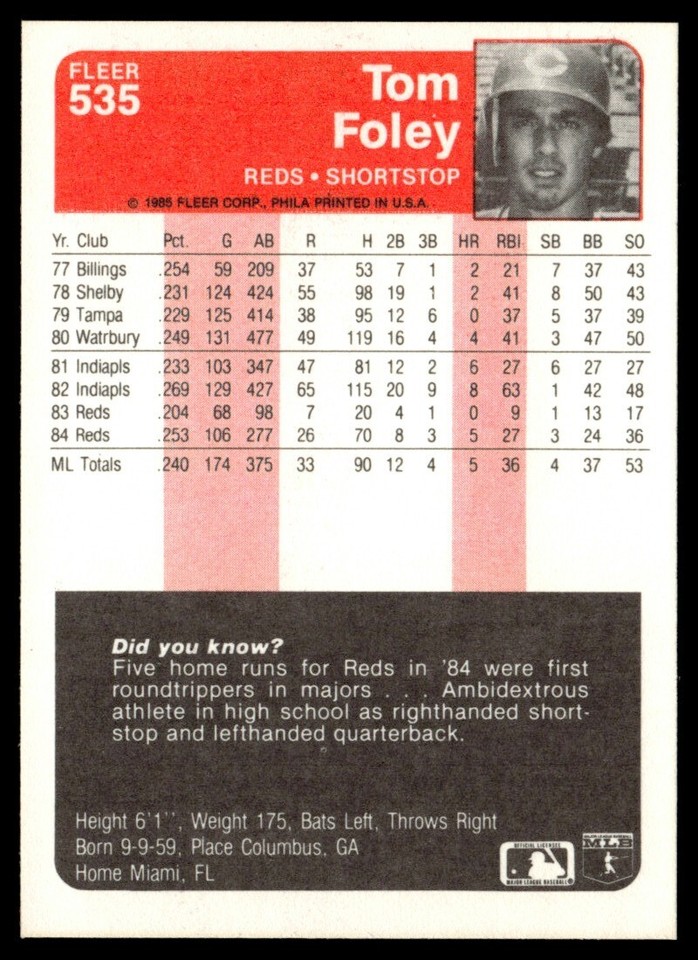 FLEER
535
Tom
Foley
REDS • SHORTSTOP
© 1985 FLEER CORP., PHILA PRINTED IN U.S.A.
Yr. Club Pct. G AB R H 2B 3B HR RBI SB BB SO
77 Billings .254 59 209 37 53 7 1 2 21 7 37 43
78 Shelby .231 124 424 55 98 19 1 2 41 8 50 43
79 Tampa .229 125 414 38 95 12 6 0 37 5 37 39
80 Watrbury .249 131 477 49 119 16 4 4 41 3 47 50
81 Indiapls .233 103 347 47 81 12 2 6 27 6 27 27
82 Indiapls .269 129 427 65 115 20 9 8 63 1 42 48
83 Reds .204 68 98 7 20 4 1 0 9 1 13 17
84 Reds .253 106 277 26 70 8 3 5 27 3 24 36
ML Totals .240 174 375 33 90 12 4 5 36 4 37 53
Did you know?
Five home runs for Reds in '84 were first
roundtrippers in majors . . . Ambidextrous
athlete in high school as righthanded short-
stop and lefthanded quarterback.
Height 6'1'', Weight 175, Bats Left, Throws Right
Born 9-9-59, Place Columbus, GA
Home Miami, FL
OFFICIAL LICENSEE
MAJOR LEAGUE BASEBALL
MAJOR LEAGUE BASEBALL
MLB